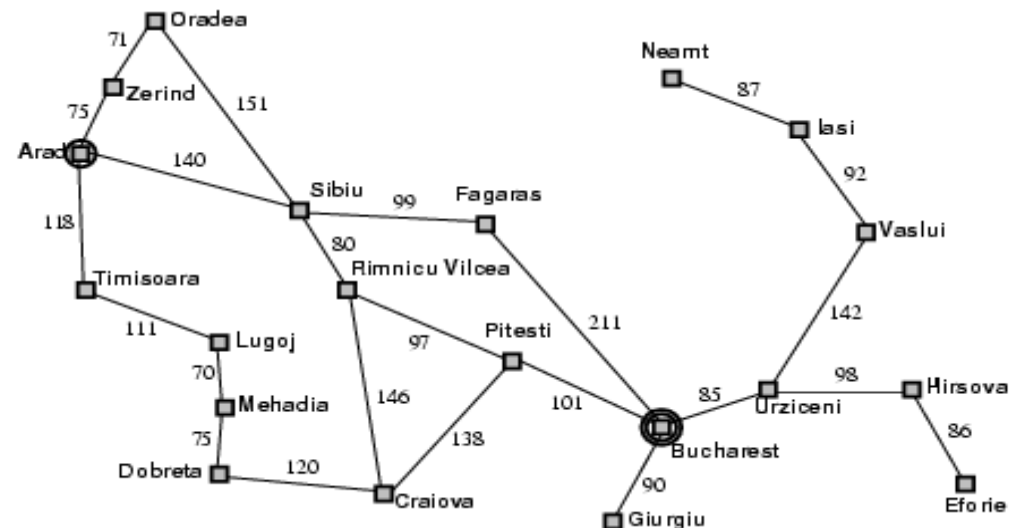 Oradea
71
Neamt
87
Zerind
75
151
Iasi
Arad
140
92
Sibiu
Fagaras
99
118
Vaslui
80
Rimnicu Vilcea
Timisoara
142
111
Pitesti
211
Lugoj
97
70
98
Hirsova
85
Mehadia
146
101
Urziceni
86
75
138
Bucharest
Dobreta
120
90
Craiova
Eforie
Giurgiu